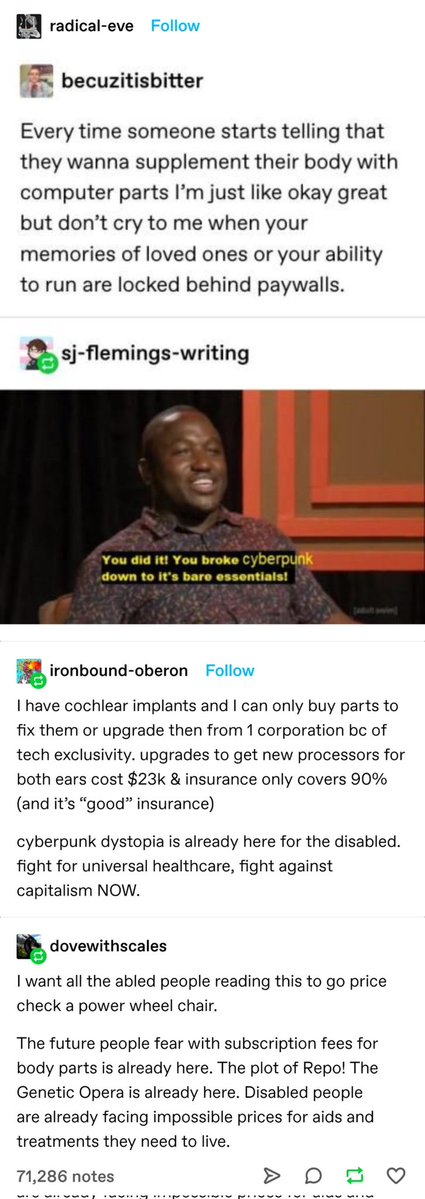 radical-eve Follow
becuzitisbitter
Every time someone starts telling that
they wanna supplement their body with
computer parts I'm just like okay great
but don't cry to me when your
memories of loved ones or your ability
to run are locked behind paywalls.
sj-flemings-writing
You did it! You broke cyberpunk
down to it's bare essentials!
[adult swim]
ironbound-oberon Follow
I have cochlear implants and I can only buy parts to
fix them or upgrade then from 1 corporation bc of
tech exclusivity. upgrades to get new processors for
both ears cost $23k & insurance only covers 90%
(and it's “good” insurance)
cyberpunk dystopia is already here for the disabled.
fight for universal healthcare, fight against
capitalism NOW.
dovewithscales
I want all the abled people reading this to go price
check a power wheel chair.
The future people fear with subscription fees for
body parts is already here. The plot of Repo! The
Genetic Opera is already here. Disabled people
are already facing impossible prices for aids and
treatments they need to live.
71,286 notes